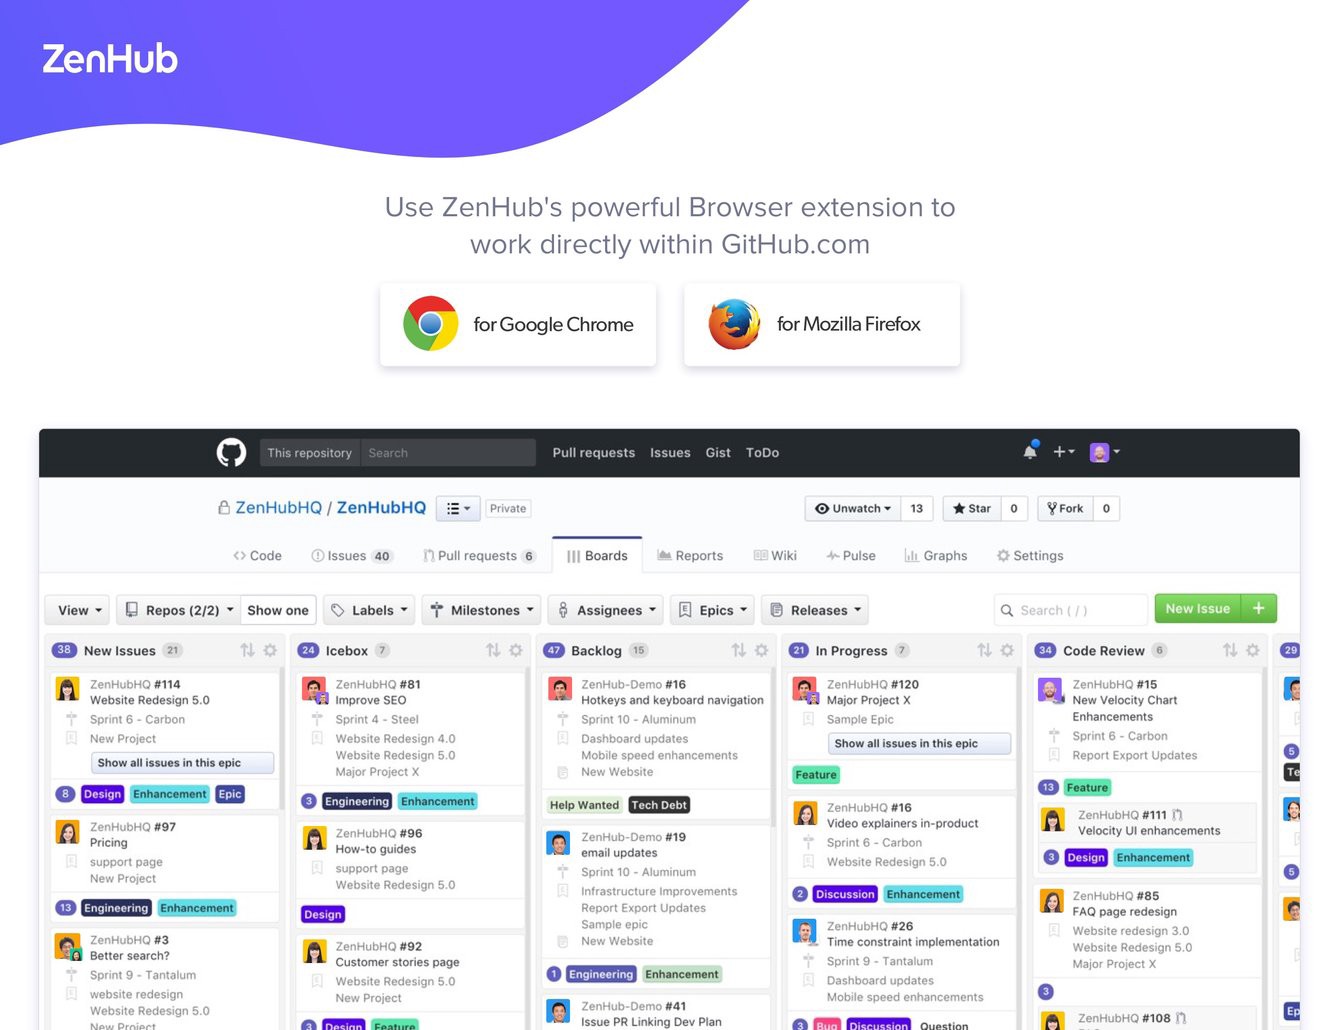 ZenHub
Use ZenHub's powerful Browser extension to
work directly within GitHub.com
for Google Chrome
for Mozilla Firefox
This repository Search Pull requests Issues Gist ToDo
ZenHubHQ / ZenHubHQ Private Unwatch 13 Star 0 Fork 0
Code Issues 40 Pull requests 6 Boards Reports Wiki Pulse Graphs Settings
View Repos (2/2) Show one Labels Milestones Assignees Epics Releases Search ( / ) New Issue +
38 New Issues 21
ZenHubHQ #114
Website Redesign 5.0
Sprint 6 - Carbon
New Project
Show all issues in this epic
8 Design Enhancement Epic
ZenHubHQ #97
Pricing
support page
New Project
13 Engineering Enhancement
ZenHubHQ #3
Better search?
Sprint 9 - Tantalum
website redesign
Website Redesign 5.0
New Project
24 Icebox 7
ZenHubHQ #81
Improve SEO
Sprint 4 - Steel
Website Redesign 4.0
Website Redesign 5.0
Major Project X
3 Engineering Enhancement
ZenHubHQ #96
How-to guides
support page
Website Redesign 5.0
Design
ZenHubHQ #92
Customer stories page
Website Redesign 5.0
New Project
3 Design Feature
47 Backlog 15
ZenHub-Demo #16
Hotkeys and keyboard navigation
Sprint 10 - Aluminum
Dashboard updates
Mobile speed enhancements
New Website
Help Wanted Tech Debt
ZenHub-Demo #19
email updates
Sprint 10 - Aluminum
Infrastructure Improvements
Report Export Updates
Sample epic
New Website
1 Engineering Enhancement
ZenHub-Demo #41
Issue PR Linking Dev Plan
21 In Progress 7
ZenHubHQ #120
Major Project X
Sample Epic
Show all issues in this epic
Feature
ZenHubHQ #16
Video explainers in-product
Sprint 6 - Carbon
Website Redesign 5.0
2 Discussion Enhancement
ZenHubHQ #26
Time constraint implementation
Sprint 9 - Tantalum
Dashboard updates
Mobile speed enhancements
3 Bug Discussion Question
34 Code Review 6
ZenHubHQ #15
New Velocity Chart
Enhancements
Sprint 6 - Carbon
Report Export Updates
13 Feature
ZenHubHQ #111
Velocity UI enhancements
3 Design Enhancement
ZenHubHQ #85
FAQ page redesign
Website redesign 3.0
Website Redesign 5.0
Major Project X
3
ZenHubHQ #108
29
5
Te
5
Ep